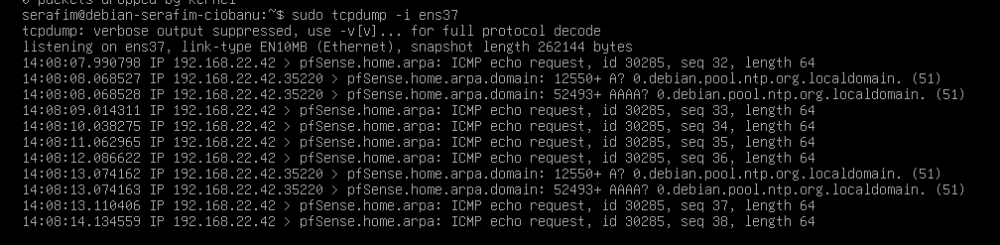 0 packets dropped by kernel
serafim@debian-serafim-ciobanu:~$ sudo tcpdump -i ens37
tcpdump: verbose output suppressed, use -v[v]... for full protocol decode
listening on ens37, link-type EN10MB (Ethernet), snapshot length 262144 bytes
14:08:07.990798 IP 192.168.22.42 > pfSense.home.arpa: ICMP echo request, id 30285, seq 32, length 64
14:08:08.068527 IP 192.168.22.42.35220 > pfSense.home.arpa.domain: 12550+ A? 0.debian.pool.ntp.org.localdomain. (51)
14:08:08.068528 IP 192.168.22.42.35220 > pfSense.home.arpa.domain: 52493+ AAAA? 0.debian.pool.ntp.org.localdomain. (51)
14:08:09.014311 IP 192.168.22.42 > pfSense.home.arpa: ICMP echo request, id 30285, seq 33, length 64
14:08:10.038275 IP 192.168.22.42 > pfSense.home.arpa: ICMP echo request, id 30285, seq 34, length 64
14:08:11.062965 IP 192.168.22.42 > pfSense.home.arpa: ICMP echo request, id 30285, seq 35, length 64
14:08:12.086622 IP 192.168.22.42 > pfSense.home.arpa: ICMP echo request, id 30285, seq 36, length 64
14:08:13.074162 IP 192.168.22.42.35220 > pfSense.home.arpa.domain: 12550+ A? 0.debian.pool.ntp.org.localdomain. (51)
14:08:13.074163 IP 192.168.22.42.35220 > pfSense.home.arpa.domain: 52493+ AAAA? 0.debian.pool.ntp.org.localdomain. (51)
14:08:13.110406 IP 192.168.22.42 > pfSense.home.arpa: ICMP echo request, id 30285, seq 37, length 64
14:08:14.134559 IP 192.168.22.42 > pfSense.home.arpa: ICMP echo request, id 30285, seq 38, length 64